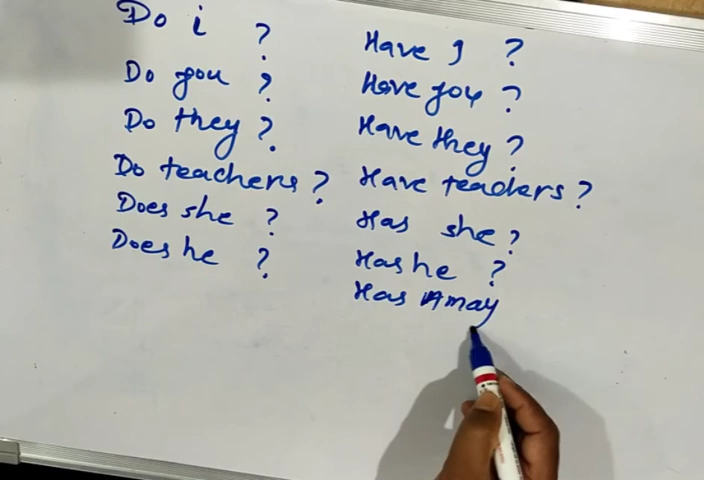 Do i ?
Do you ?
Do they ?
Do teachers ?
Does she ?
Does he ?
Have I ?
Have you ?
Have they ?
Have teachers ?
Has she ?
Has he ?
Has Amay